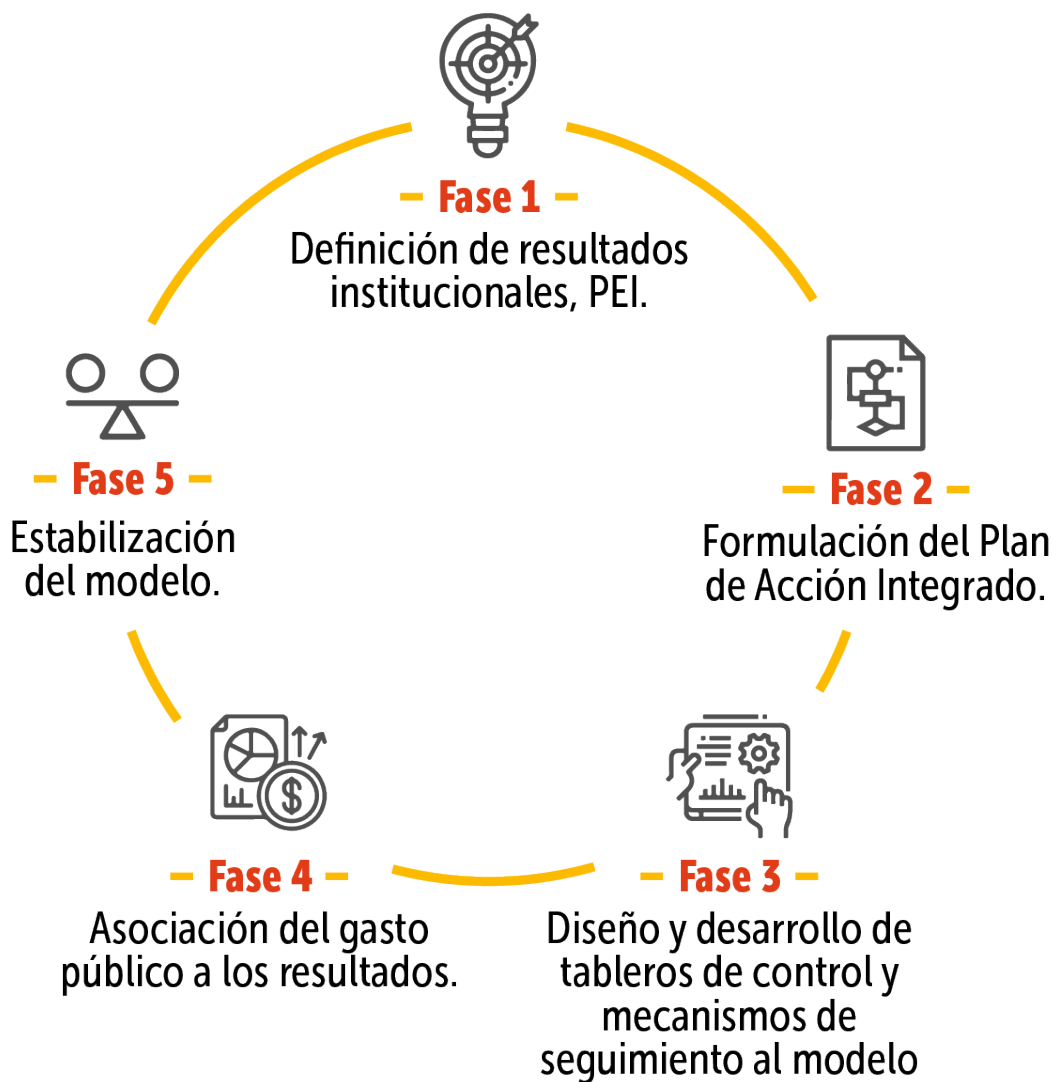 Fase 1
Definición de resultados
institucionales, PEI.
Fase 2
Formulación del Plan
de Acción Integrado.
Fase 3
Diseño y desarrollo de
tableros de control y
mecanismos de
seguimiento al modelo
Fase 4
Asociación del gasto
público a los resultados.
Fase 5
Estabilización
del modelo.